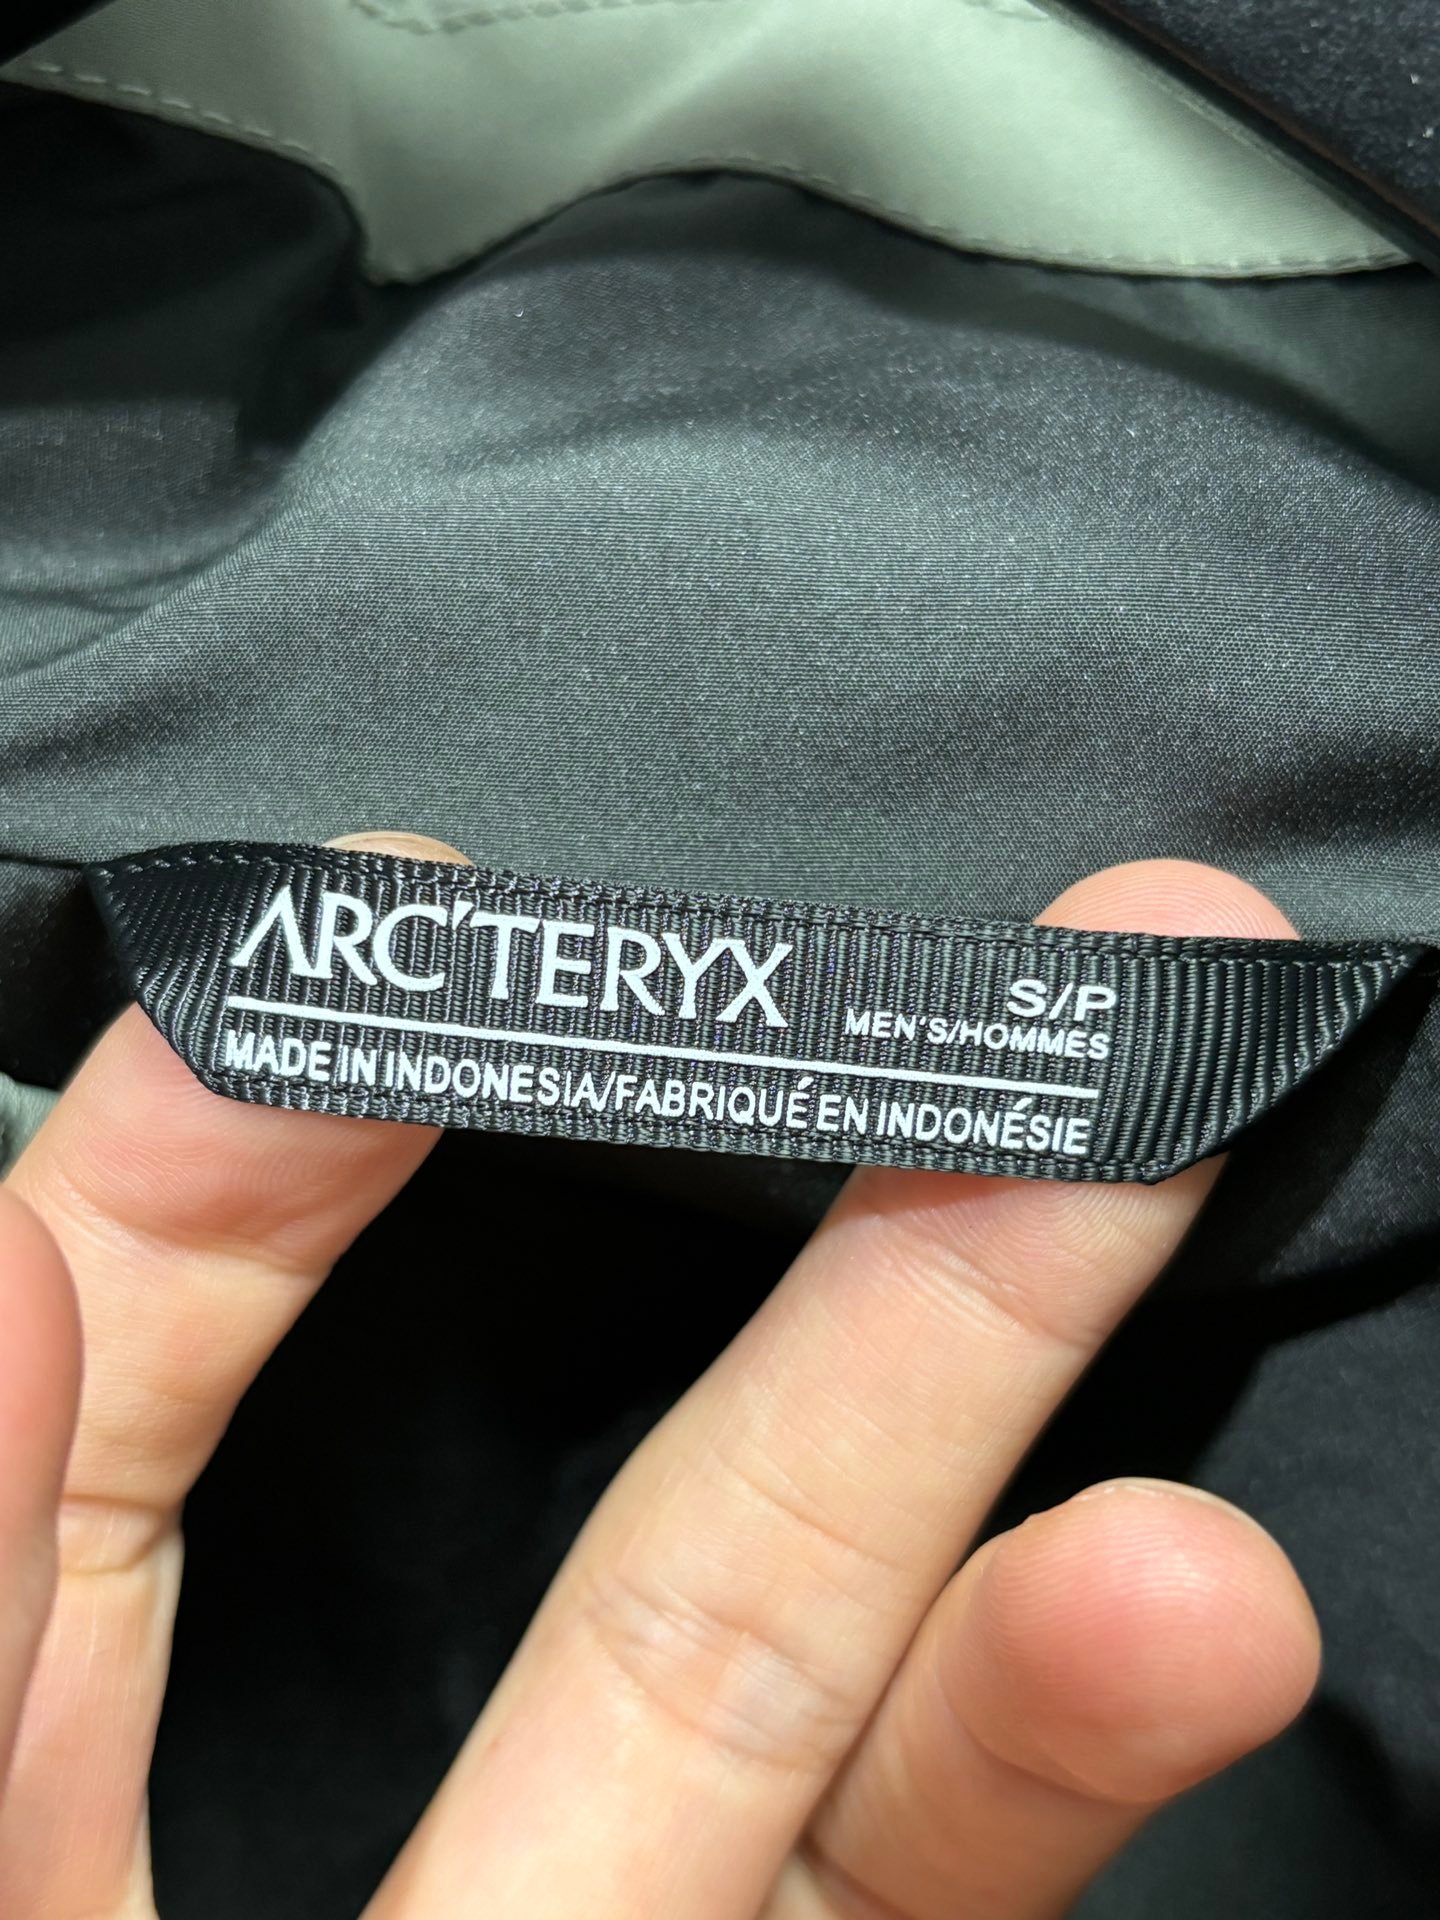 ARC'TERYX
S/P
MEN'S/HOMMES
MADE IN INDONESIA/FABRIQUÉ EN INDONÉSIE